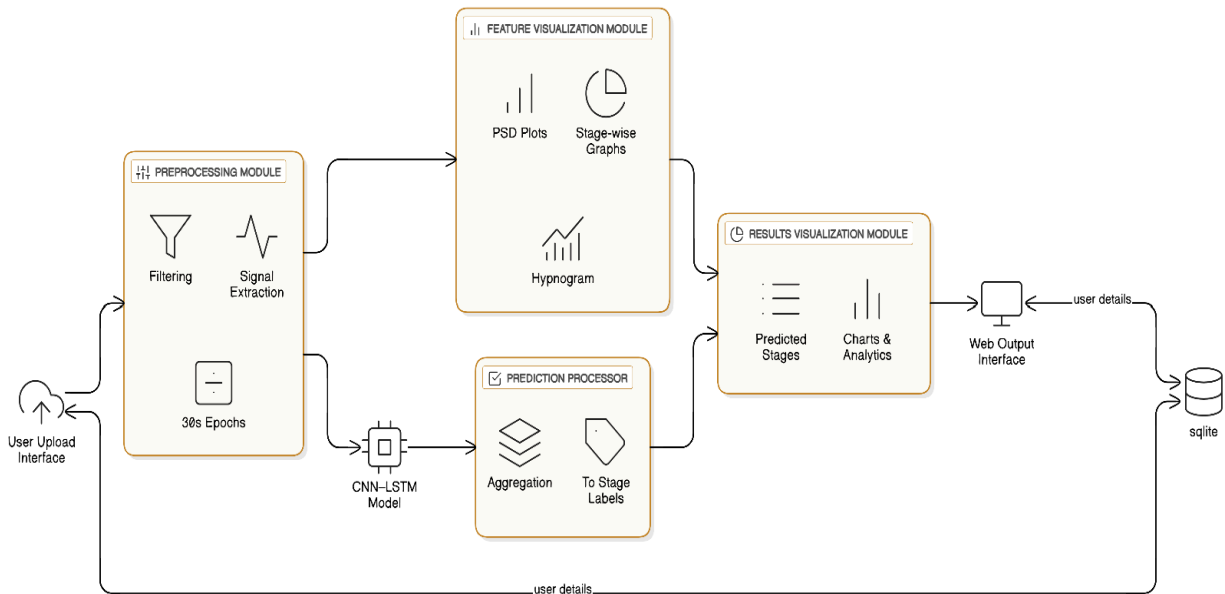 FEATURE VISUALIZATION MODULE
PSD Plots
Stage-wise
Graphs
Hypnogram
PREPROCESSING MODULE
Filtering
Signal
Extraction
30s Epochs
User Upload
Interface
CNN–LSTM
Model
PREDICTION PROCESSOR
Aggregation
To Stage
Labels
RESULTS VISUALIZATION MODULE
Predicted
Stages
Charts &
Analytics
Web Output
Interface
user details
sqlite
user details